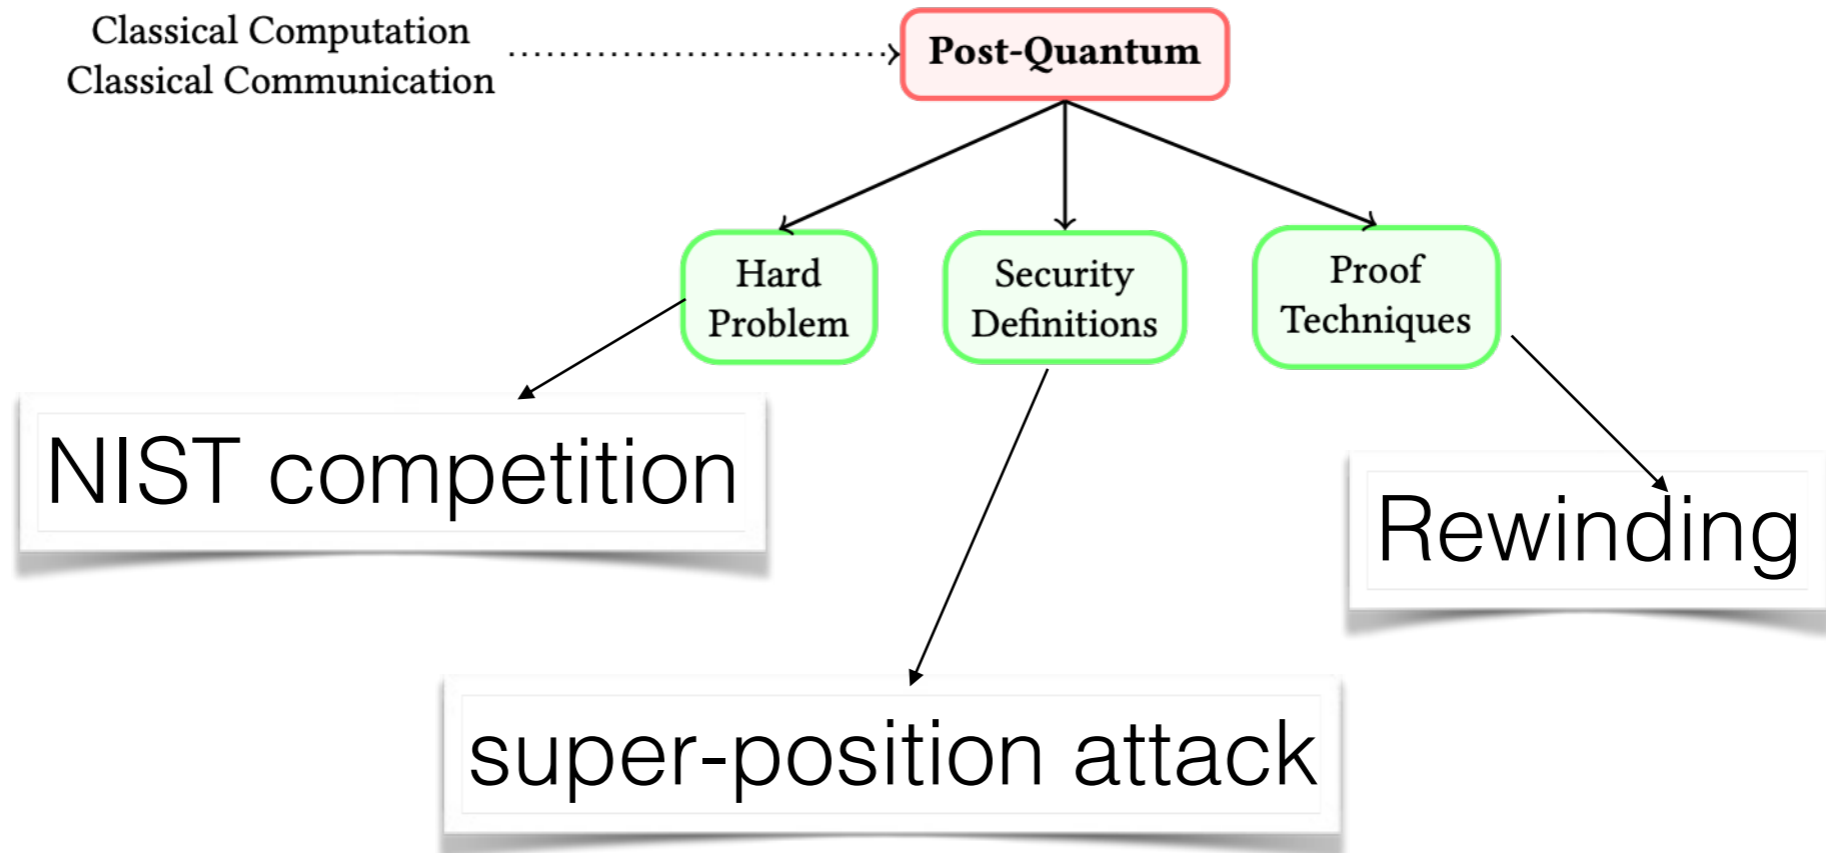 Classical Computation
Classical Communication
Post-Quantum
Hard
Problem
Security
Definitions
Proof
Techniques
NIST competition
Rewinding
super-position attack